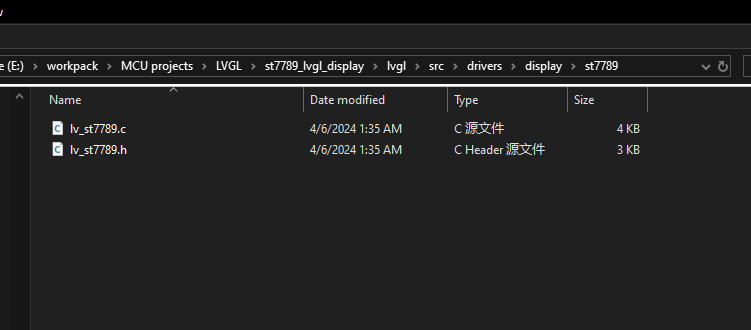 e (E:) > workpack > MCU projects > LVGL > st7789_lvgl_display > lvgl > src > drivers > display > st7789
Name Date modified Type Size
lv_st7789.c 4/6/2024 1:35 AM C 源文件 4 KB
lv_st7789.h 4/6/2024 1:35 AM C Header 源文件 3 KB